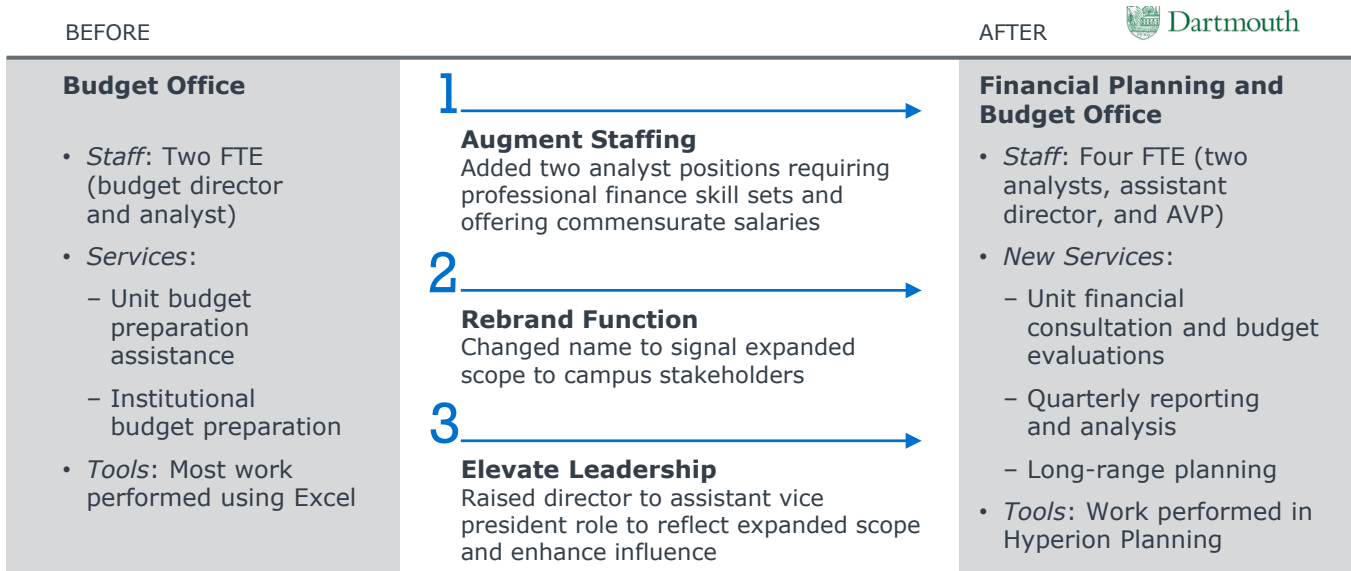 BEFORE
AFTER
Dartmouth
Budget Office
• Staff: Two FTE
(budget director
and analyst)
• Services:
– Unit budget
preparation
assistance
– Institutional
budget preparation
• Tools: Most work
performed using Excel
1
Augment Staffing
Added two analyst positions requiring
professional finance skill sets and
offering commensurate salaries
2
Rebrand Function
Changed name to signal expanded
scope to campus stakeholders
3
Elevate Leadership
Raised director to assistant vice
president role to reflect expanded scope
and enhance influence
Financial Planning and
Budget Office
• Staff: Four FTE (two
analysts, assistant
director, and AVP)
• New Services:
– Unit financial
consultation and budget
evaluations
– Quarterly reporting
and analysis
– Long-range planning
• Tools: Work performed in
Hyperion Planning